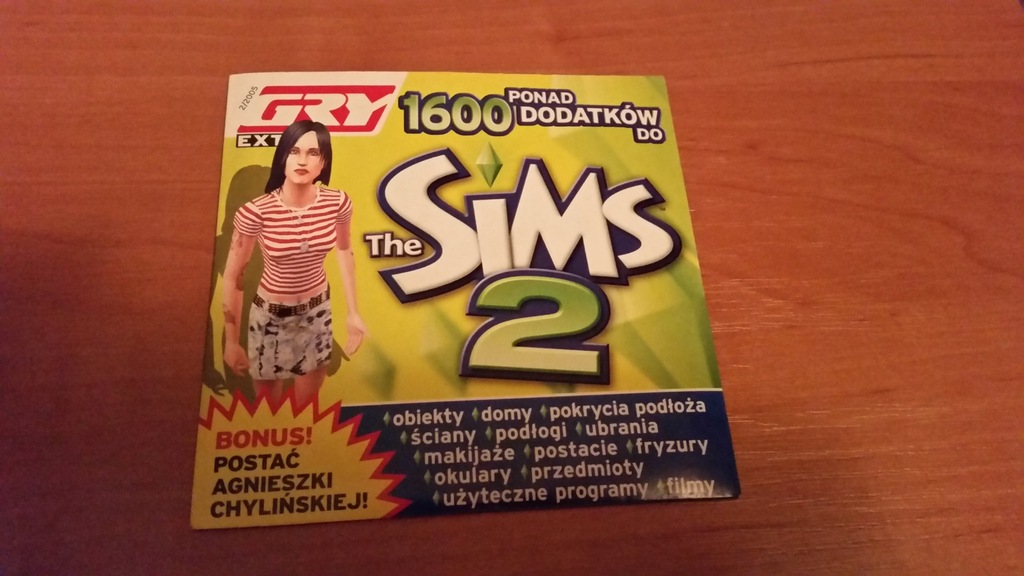 2/2005
GRY
EXT
1600 PONAD
DODATKÓW
DO
The SiMS
2
obiekty domy pokrycia podłoża
ściany podłogi ubrania
makijaże postacie fryzury
okulary przedmioty
użyteczne programy filmy
BONUS!
POSTAĆ
AGNIESZKI
CHYLIŃSKIEJ!